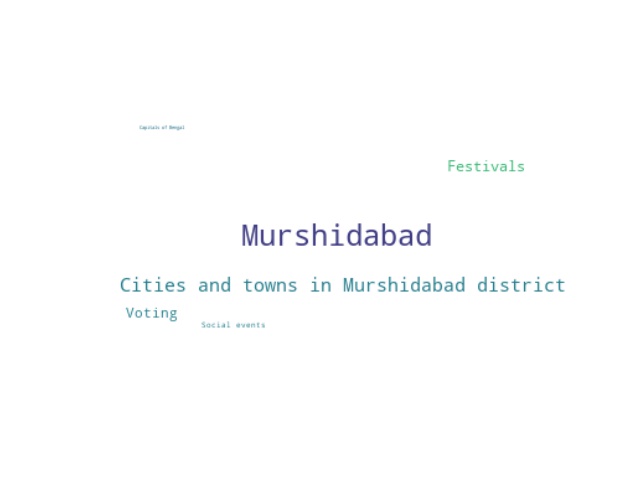 Capitals of Bengal
Festivals
Murshidabad
Cities and towns in Murshidabad district
Voting
Social events